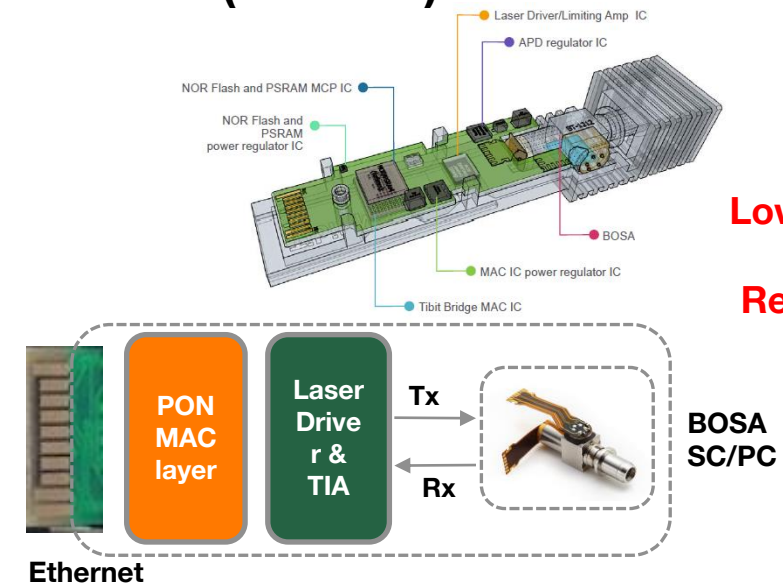 Laser Driver/Limiting Amp IC
APD regulator IC
NOR Flash and PSRAM MCP IC
NOR Flash and
PSRAM
power regulator IC
BOSA
MAC IC power regulator IC
Tibit Bridge MAC IC
Low
Re
PON
MAC
layer
Laser
Drive
r &
TIA
Tx
Rx
BOSA
SC/PC
Ethernet